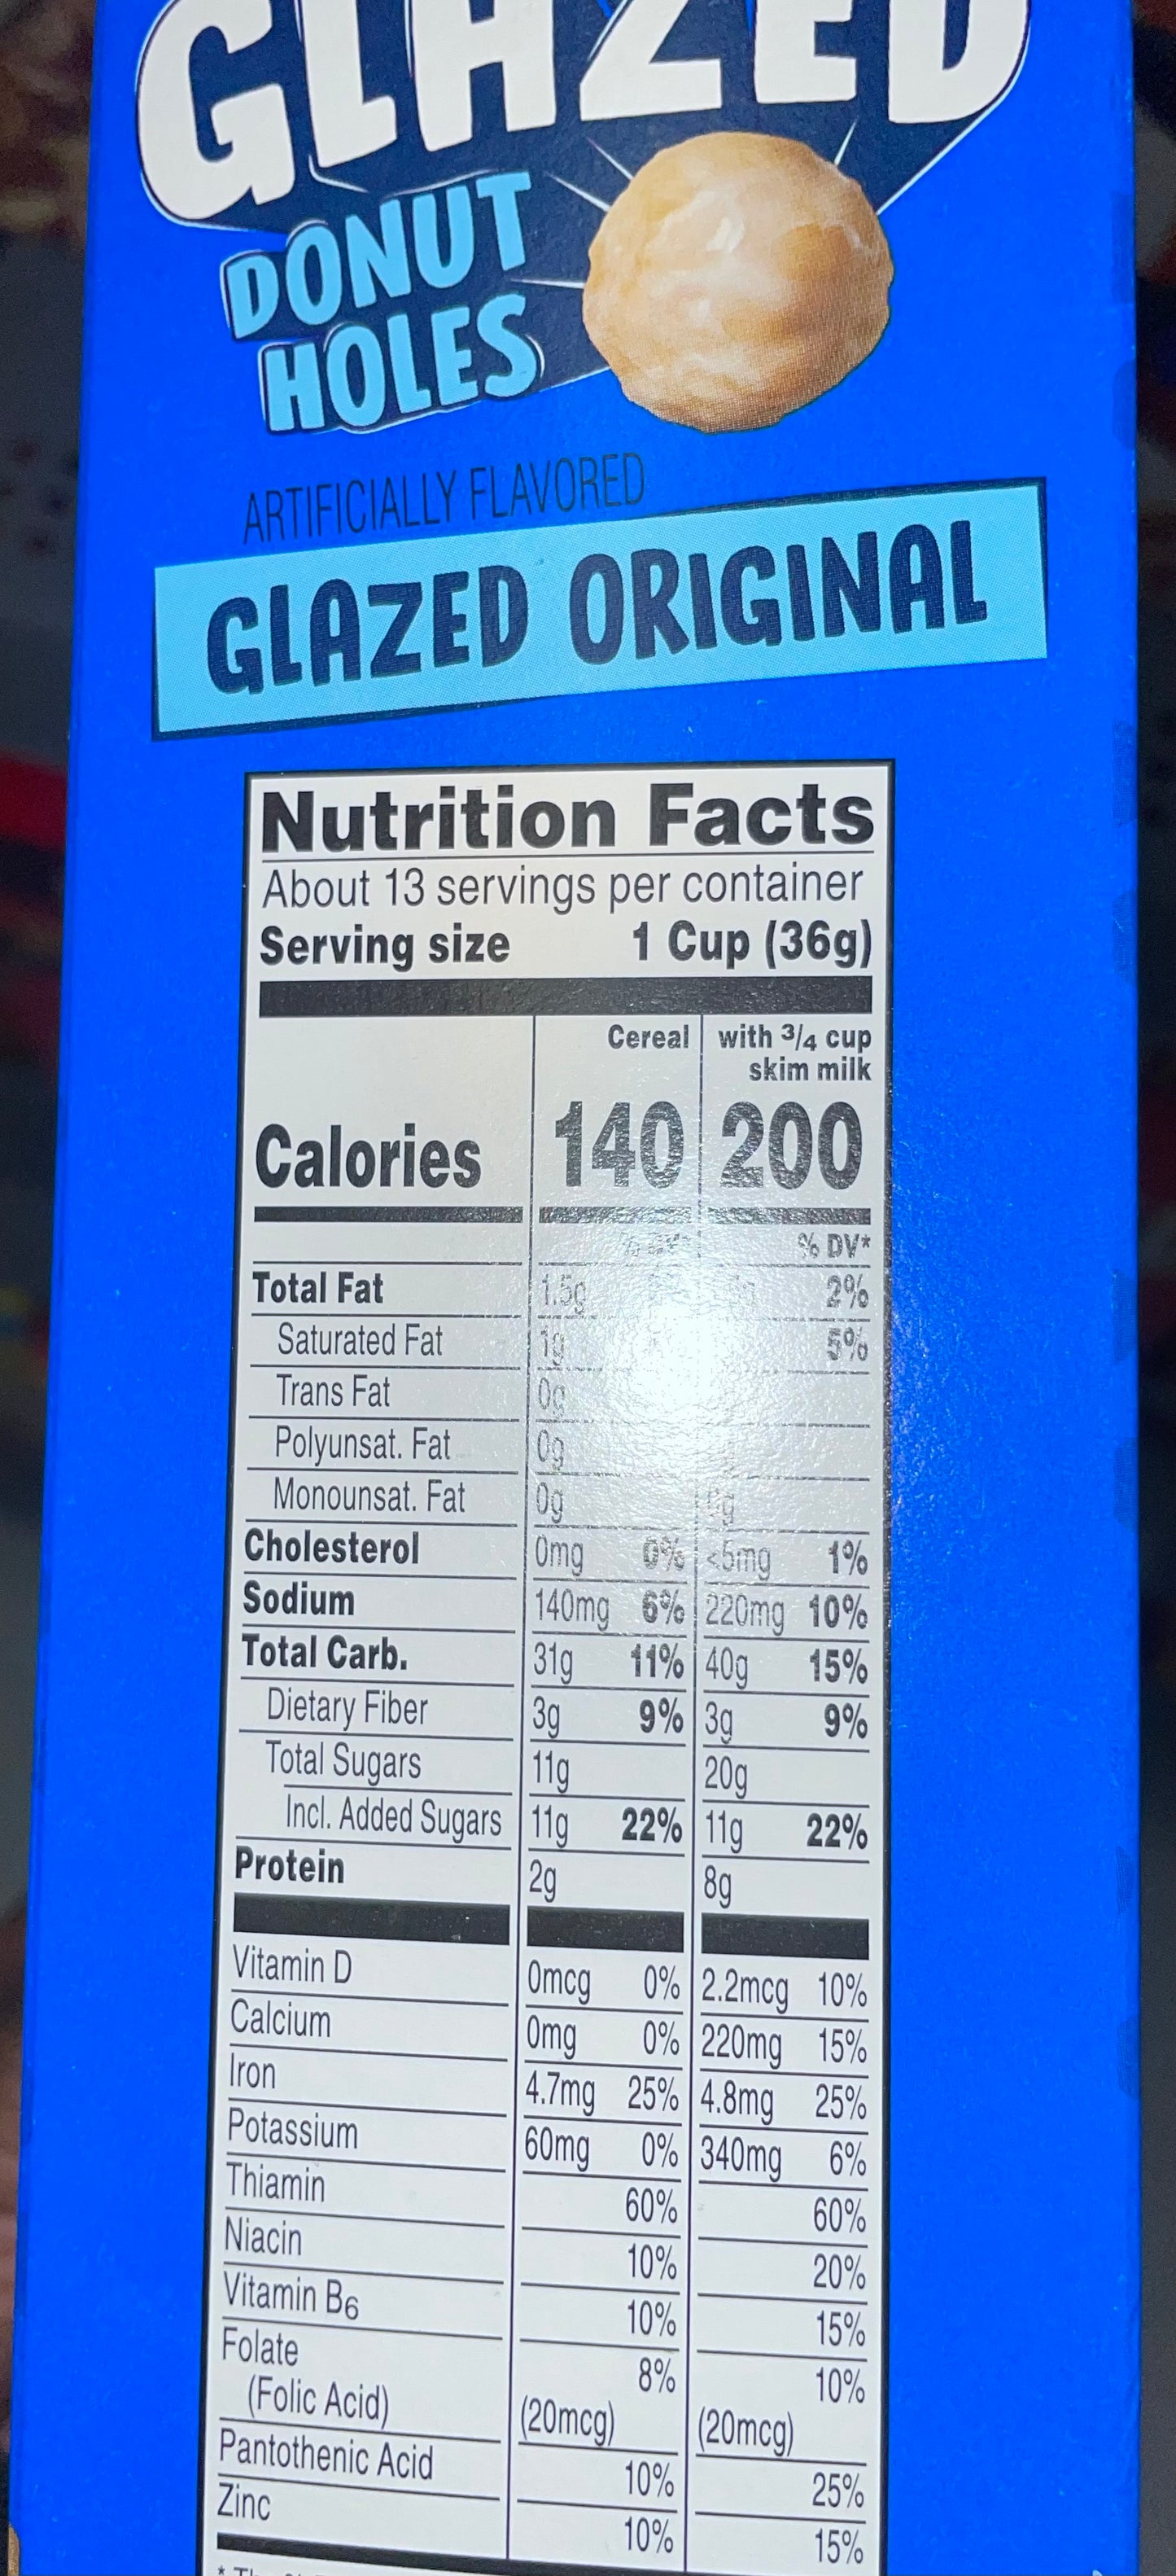 GLAZED
DONUT
HOLES
ARTIFICIALLY FLAVORED
GLAZED ORIGINAL
Nutrition Facts
About 13 servings per container
Serving size 1 Cup (36g)
Cereal with 3/4 cup
skim milk
Calories 140 200
% DV* % DV*
Total Fat 1.5g 2%
Saturated Fat 1g 5%
Trans Fat 0g
Polyunsat. Fat 0g
Monounsat. Fat 0g 0g
Cholesterol 0mg 0% <5mg 1%
Sodium 140mg 6% 220mg 10%
Total Carb. 31g 11% 40g 15%
Dietary Fiber 3g 9% 3g 9%
Total Sugars 11g 20g
Incl. Added Sugars 11g 22% 11g 22%
Protein 2g 8g
Vitamin D 0mcg 0% 2.2mcg 10%
Calcium 0mg 0% 220mg 15%
Iron 4.7mg 25% 4.8mg 25%
Potassium 60mg 0% 340mg 6%
Thiamin 60% 60%
Niacin 10% 20%
Vitamin B6 10% 15%
Folate 8% 10%
(Folic Acid) (20mcg) (20mcg)
Pantothenic Acid 10% 25%
Zinc 10% 15%